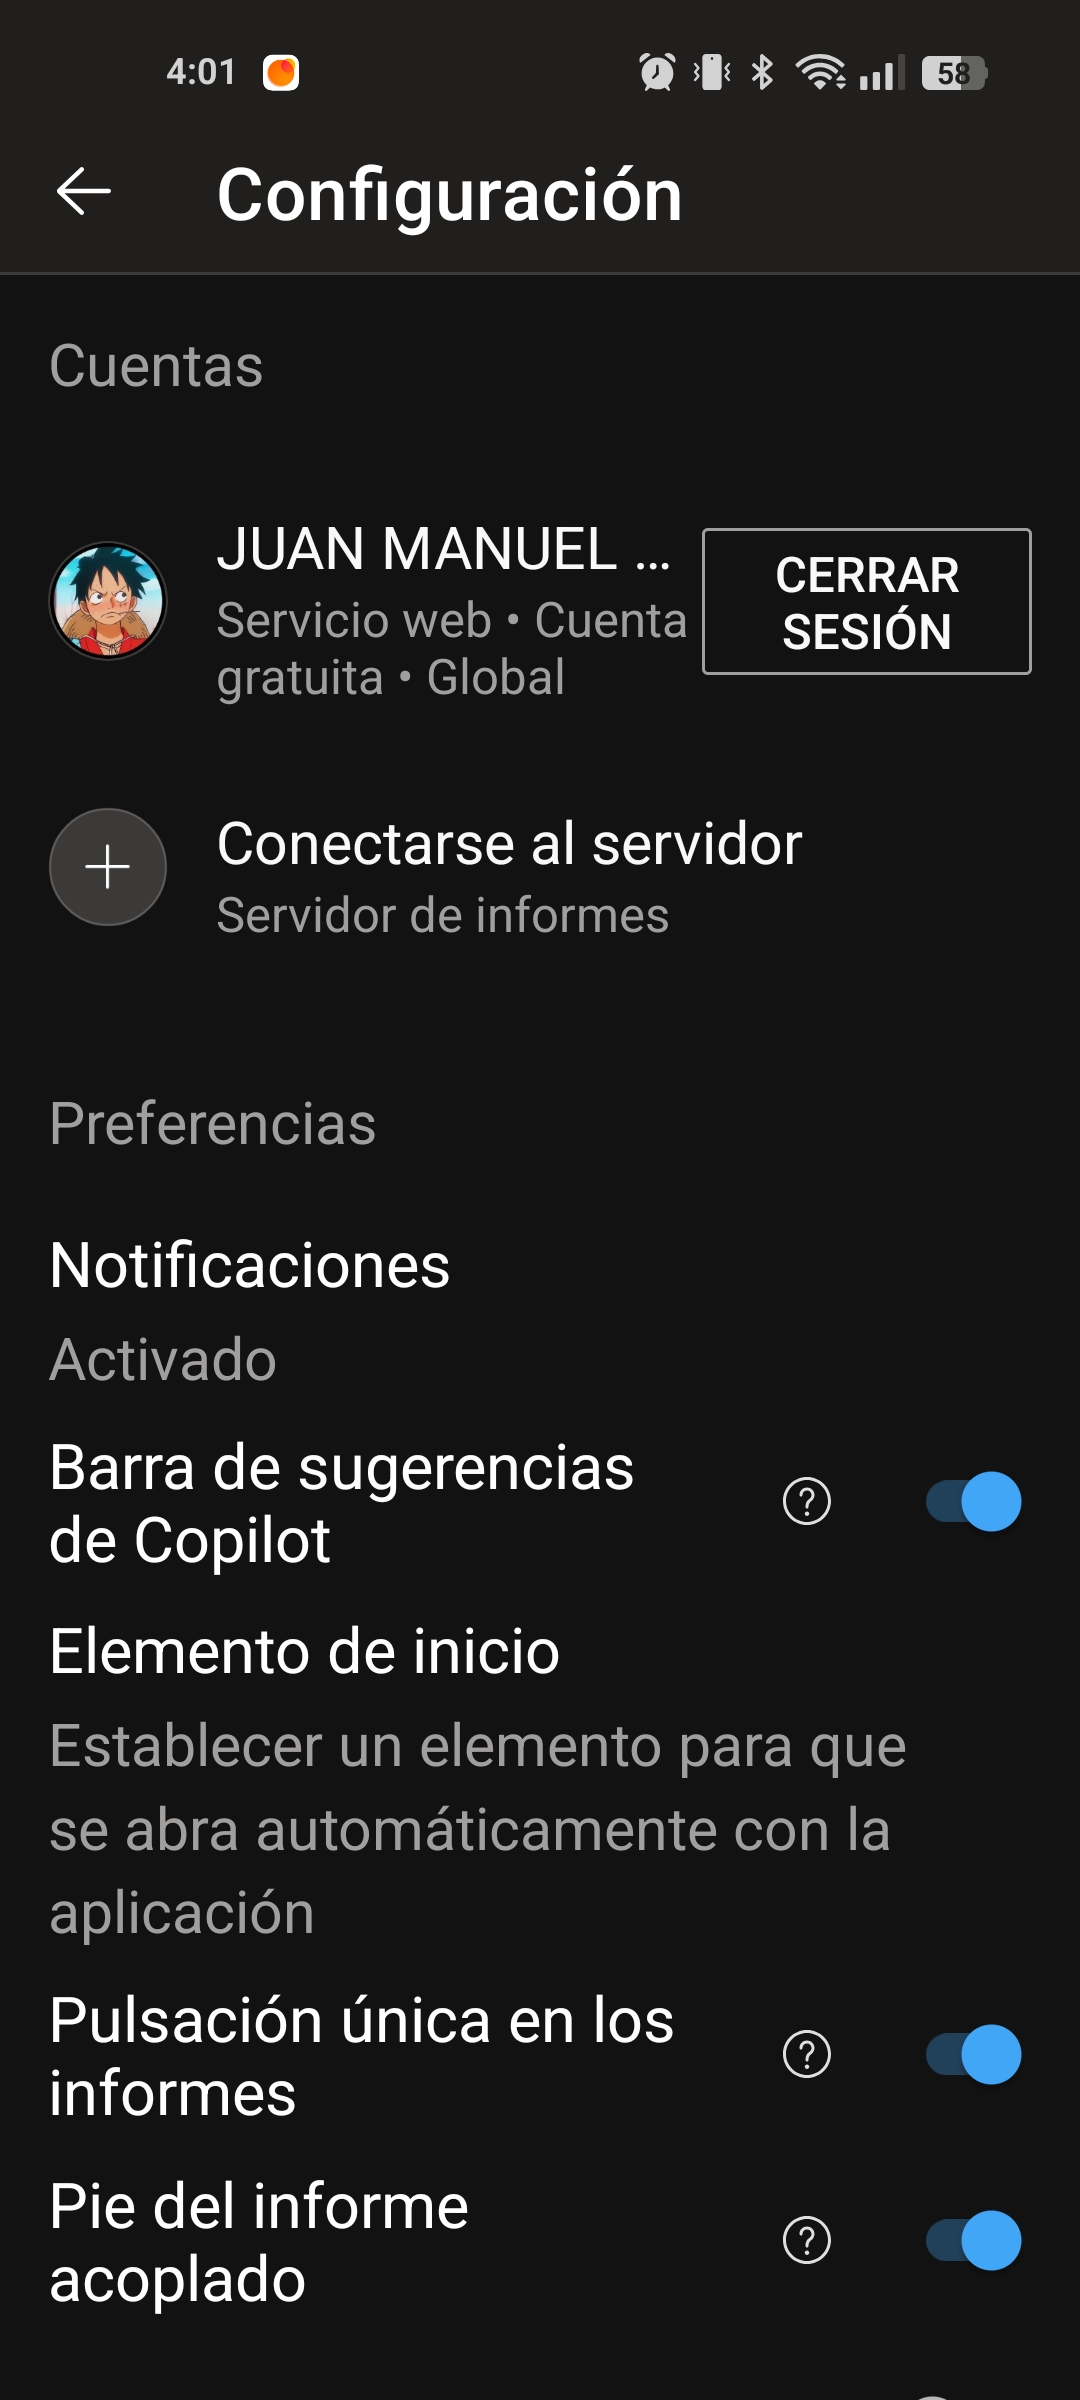 4:01
58
Configuración
Cuentas
JUAN MANUEL ...
Servicio web • Cuenta
gratuita • Global
CERRAR
SESIÓN
Conectarse al servidor
Servidor de informes
Preferencias
Notificaciones
Activado
Barra de sugerencias
de Copilot
Elemento de inicio
Establecer un elemento para que
se abra automáticamente con la
aplicación
Pulsación única en los
informes
Pie del informe
acoplado